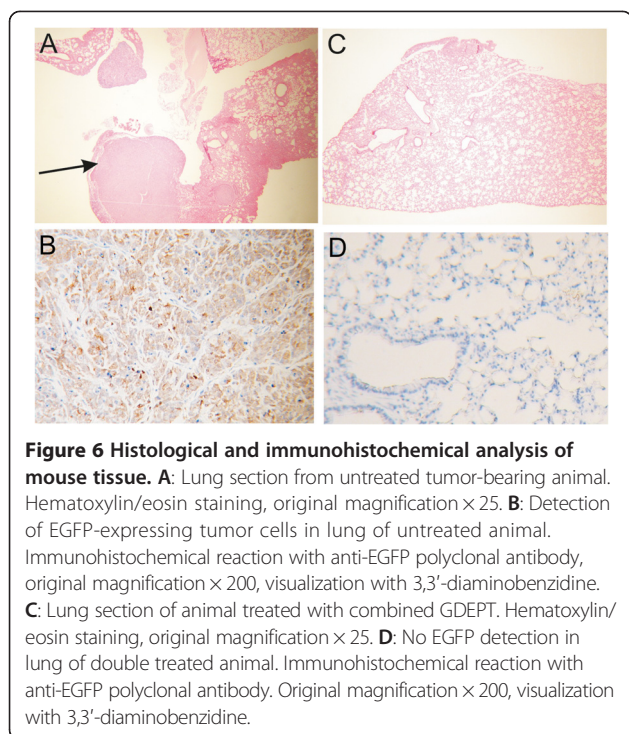 A
C
B
D
Figure 6 Histological and immunohistochemical analysis of
mouse tissue. A: Lung section from untreated tumor-bearing animal.
Hematoxylin/eosin staining, original magnification × 25. B: Detection
of EGFP-expressing tumor cells in lung of untreated animal.
Immunohistochemical reaction with anti-EGFP polyclonal antibody,
original magnification × 200, visualization with 3,3′-diaminobenzidine.
C: Lung section of animal treated with combined GDEPT. Hematoxylin/
eosin staining, original magnification × 25. D: No EGFP detection in
lung of double treated animal. Immunohistochemical reaction with
anti-EGFP polyclonal antibody. Original magnification × 200, visualization
with 3,3′-diaminobenzidine.